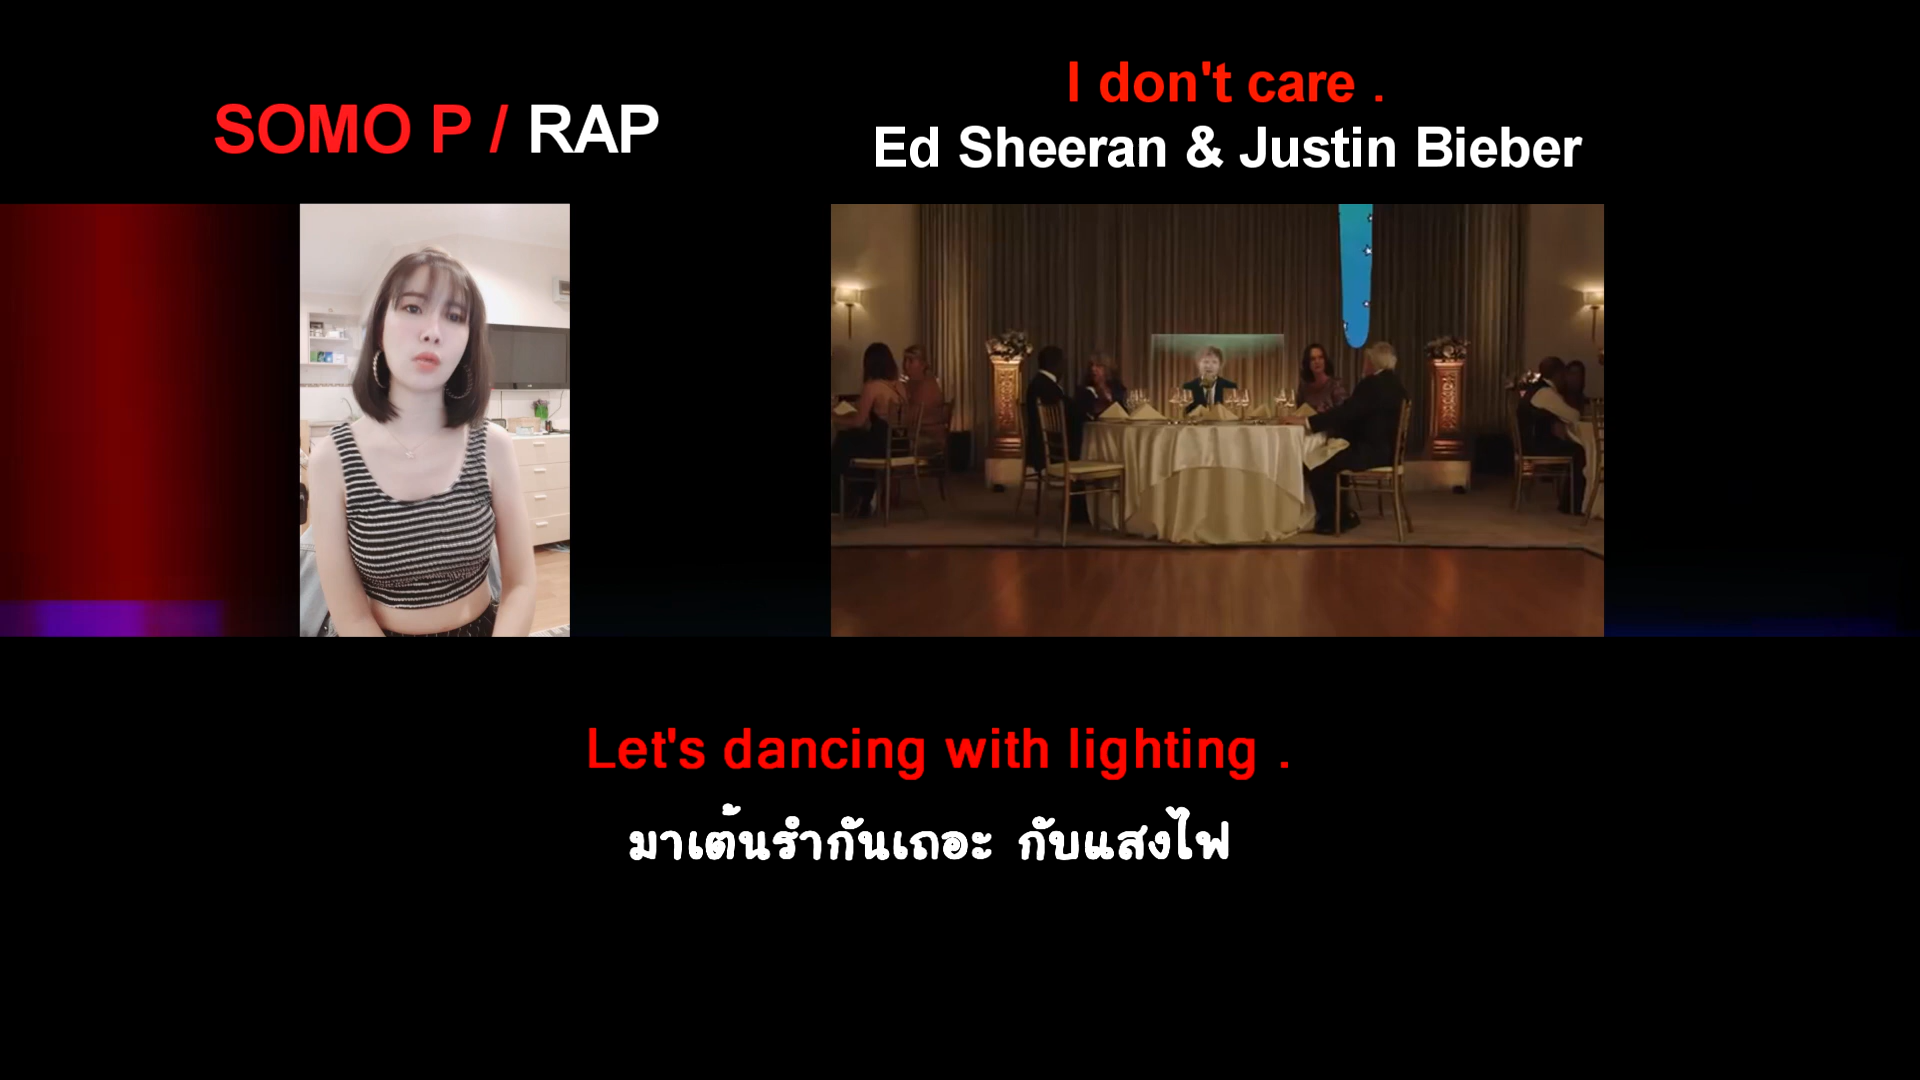 SOMO P / RAP
I don't care .
Ed Sheeran & Justin Bieber
Let's dancing with lighting .
มาเต้นรำกันเถอะ กับแสงไฟ